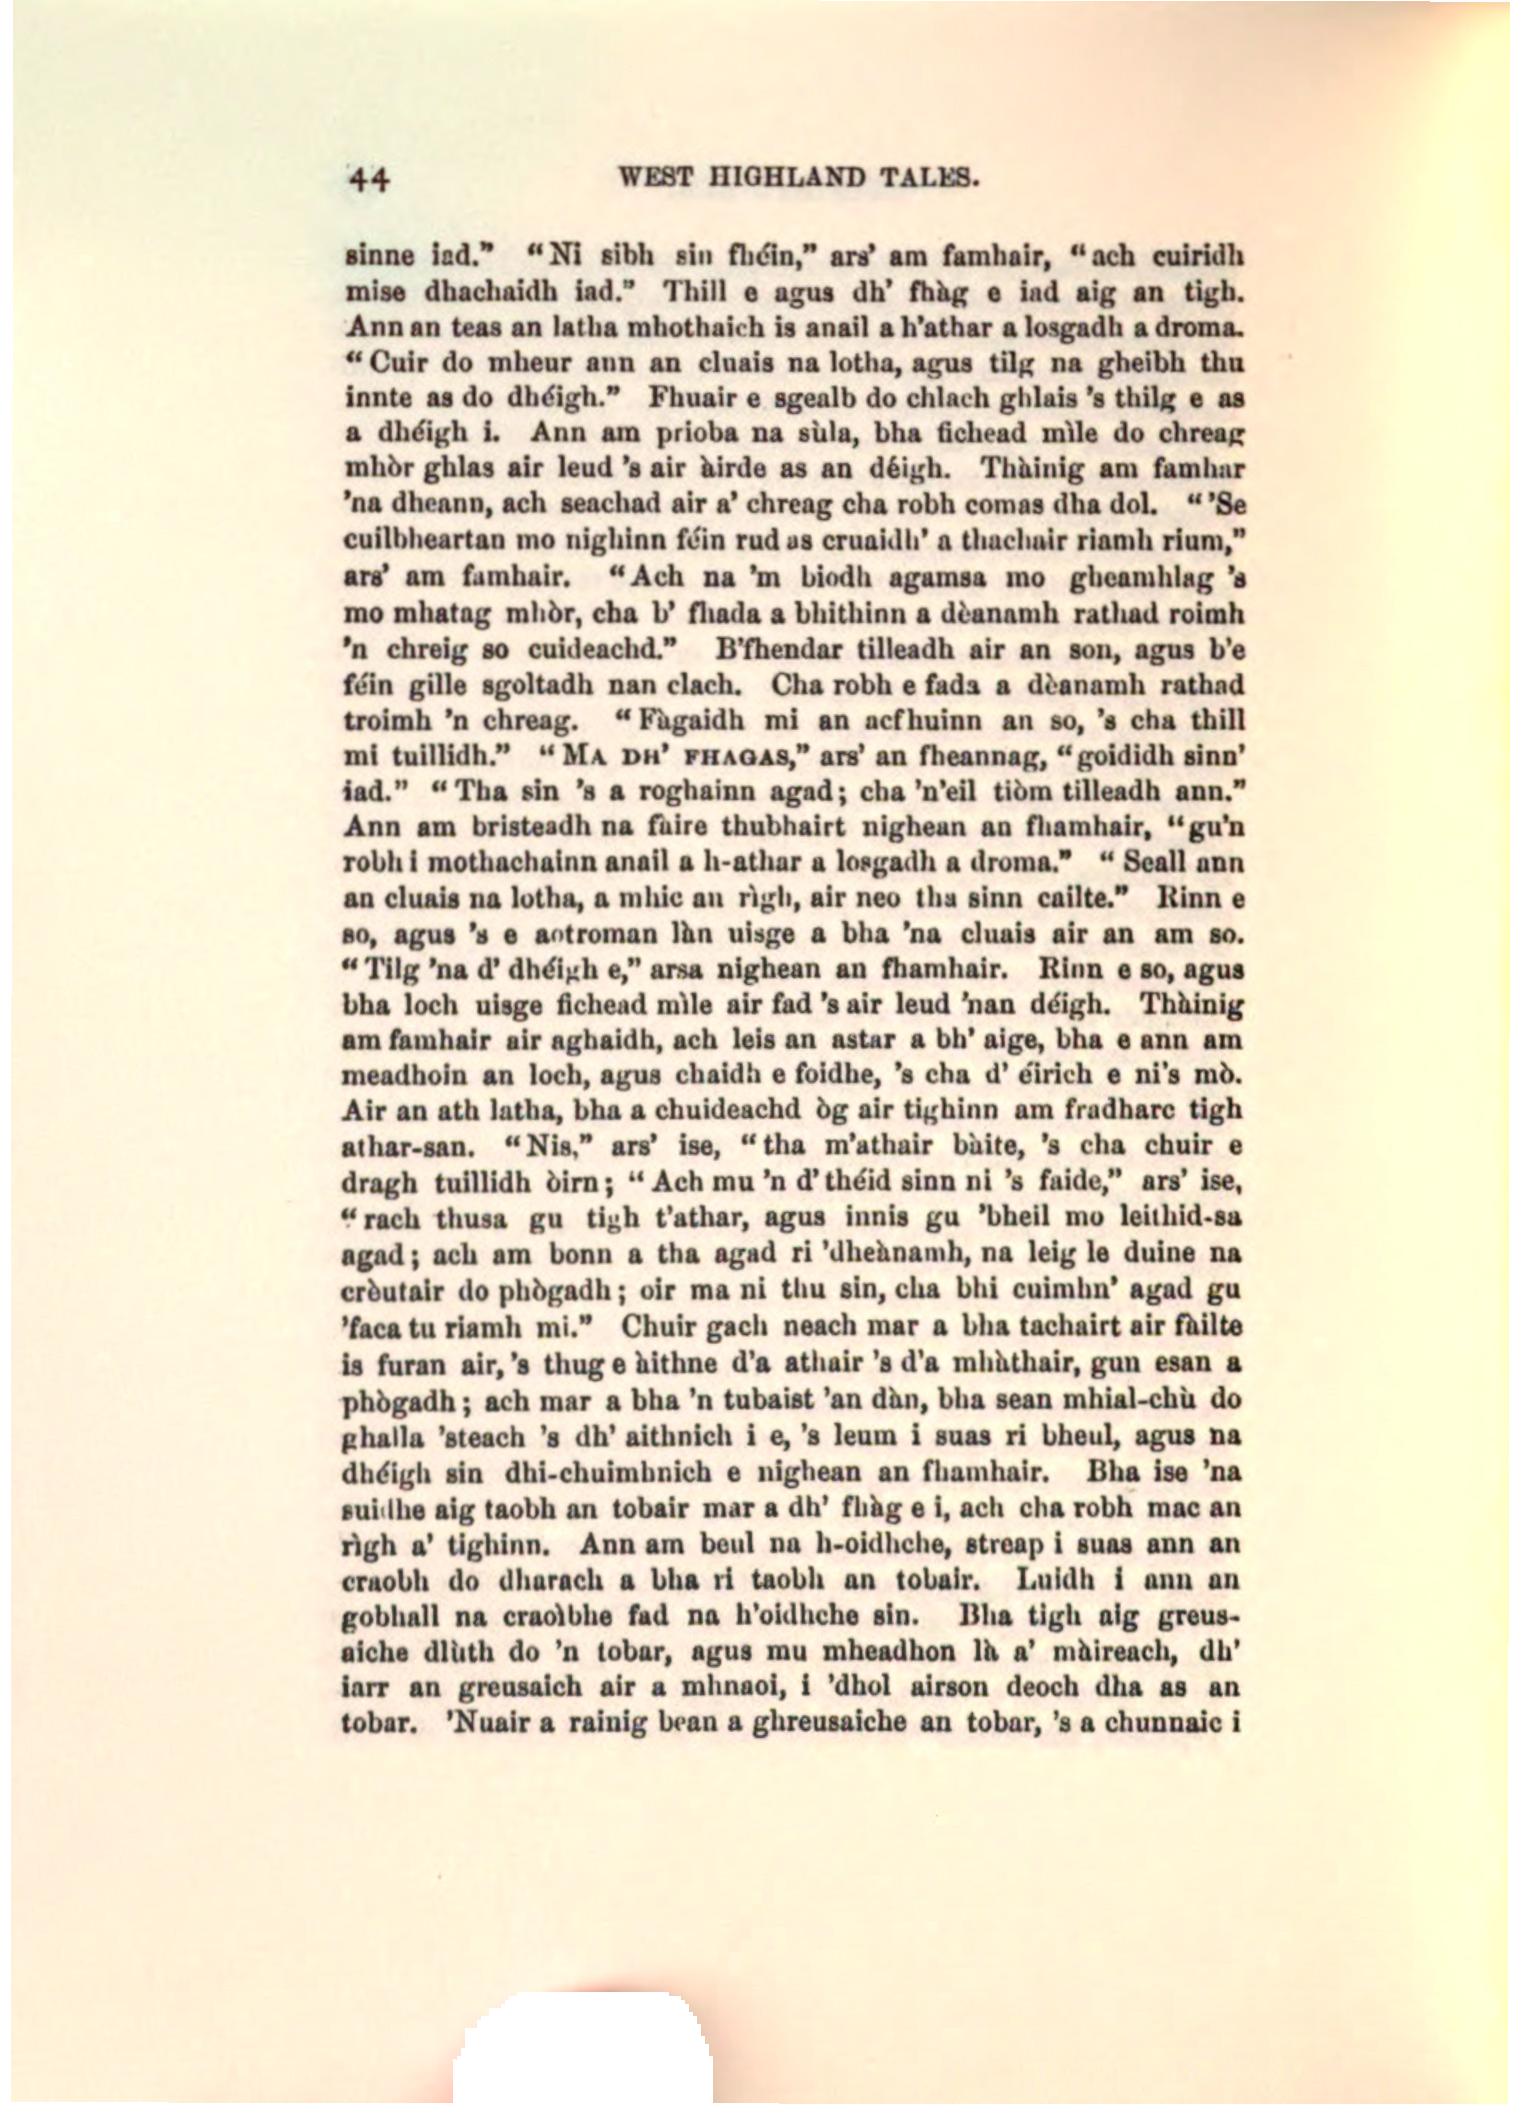 44 WEST HIGHLAND TALES.
sinne iad." "Ni sibh sin fhéin," ars' am famhair, "ach cuiridh
mise dhachaidh iad." Thill e agus dh' fhàg e iad aig an tigh.
Ann an teas an latha mhothaich is anail a h'athar a losgadh a droma.
"Cuir do mheur ann an cluais na lotha, agus tilg na gheibh thu
innte as do dhéigh." Fhuair e sgealb do chlach ghlais 's thilg e as
a dhéigh i. Ann am prioba na sùla, bha fichead mìle do chreag
mhòr ghlas air leud 's air àirde as an déigh. Thàinig am famhar
'na dheann, ach seachad air a' chreag cha robh comas dha dol. "'Se
cuilbheartan mo nighinn féin rud as cruaidh' a thachair riamh rium,"
ars' am famhair. "Ach na 'm biodh agamsa mo gheamhlag 's
mo mhatag mhòr, cha b' fhada a bhithinn a dèanamh rathad roimh
'n chreig so cuideachd." B'fhendar tilleadh air an son, agus b'e
féin gille sgoltadh nan clach. Cha robh e fada a dèanamh rathad
troimh 'n chreag. "Fàgaidh mi an acfhuinn an so, 's cha thill
mi tuillidh." "MA DH' FHAGAS," ars' an fheannag, "goididh sinn'
iad." "Tha sin 's a roghainn agad; cha 'n'eil tiòm tilleadh ann."
Ann am bristeadh na fàire thubhairt nighean an fhamhair, "gu'n
robh i mothachainn anail a h-athar a losgadh a droma." "Seall ann
an cluais na lotha, a mhic an rìgh, air neo tha sinn cailte." Rinn e
so, agus 's e aotroman làn uisge a bha 'na cluais air an am so.
"Tilg 'na d' dhéigh e," arsa nighean an fhamhair. Rinn e so, agus
bha loch uisge fichead mìle air fad 's air leud 'nan déigh. Thàinig
am famhair air aghaidh, ach leis an astar a bh' aige, bha e ann am
meadhoin an loch, agus chaidh e foidhe, 's cha d' éirich e ni's mò.
Air an ath latha, bha a chuideachd òg air tighinn am fradharc tigh
athar-san. "Nis," ars' ise, "tha m'athair bàite, 's cha chuir e
dragh tuillidh òirn; "Ach mu 'n d' théid sinn ni 's faide," ars' ise,
"rach thusa gu tigh t'athar, agus innis gu 'bheil mo leithid-sa
agad; ach am bonn a tha agad ri 'dheànamh, na leig le duine na
crèutair do phògadh; oir ma ni thu sin, cha bhi cuimhn' agad gu
'faca tu riamh mi." Chuir gach neach mar a bha tachairt air fàilte
is furan air, 's thug e àithne d'a athair 's d'a mhàthair, gun esan a
phògadh; ach mar a bha 'n tubaist 'an dàn, bha sean mhial-chù do
ghalla 'steach 's dh' aithnich i e, 's leum i suas ri bheul, agus na
dhéigh sin dhi-chuimhnich e nighean an fhamhair. Bha ise 'na
suidhe aig taobh an tobair mar a dh' fhàg e i, ach cha robh mac an
rìgh a' tighinn. Ann am beul na h-oidhche, streap i suas ann an
craobh do dharach a bha ri taobh an tobair. Luidh i ann an
gobhall na craoìbhe fad na h'oidhche sin. Bha tigh aig greus-
aiche dlùth do 'n tobar, agus mu mheadhon là a' màireach, dh'
iarr an greusaich air a mhnaoi, i 'dhol airson deoch dha as an
tobar. 'Nuair a rainig bean a ghreusaiche an tobar, 's a chunnaic i